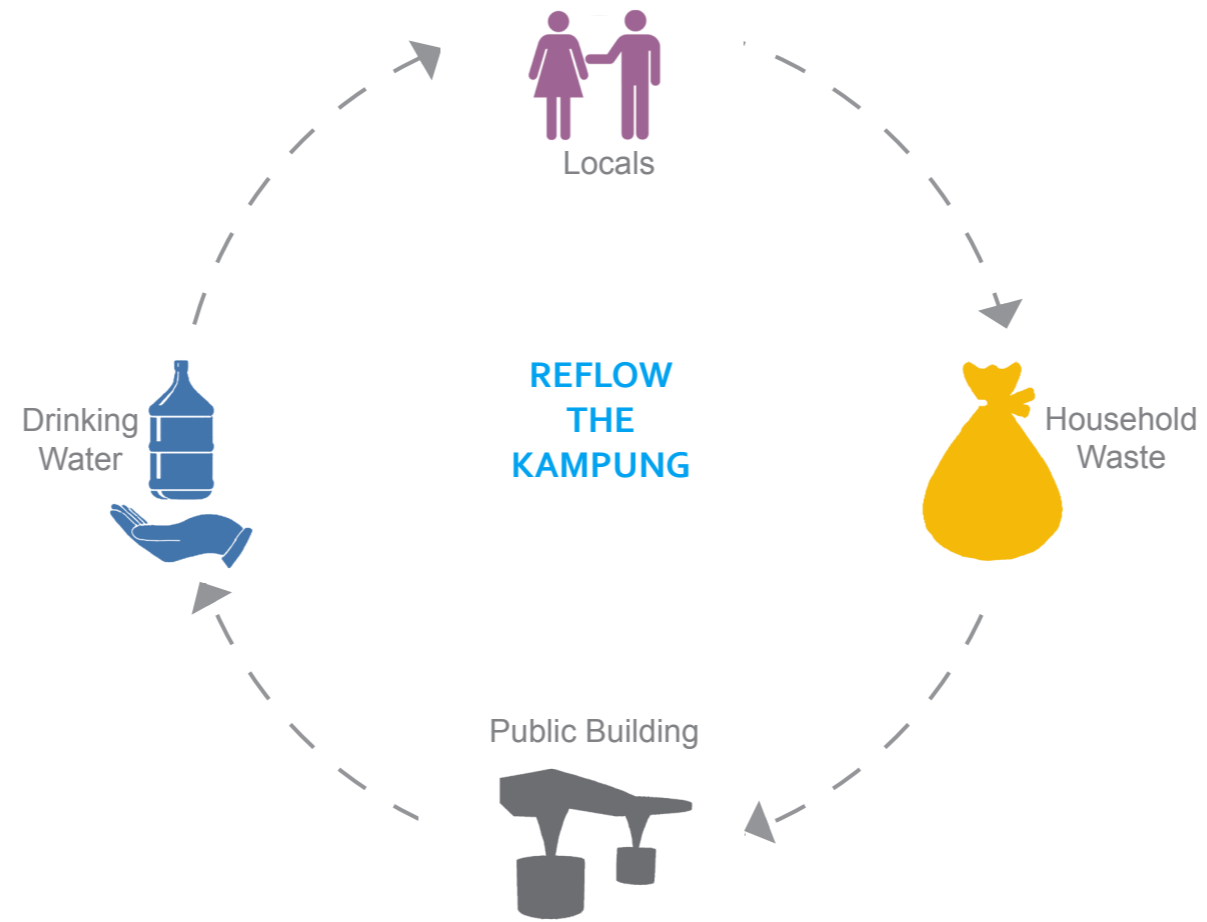 Locals
REFLOW
THE
KAMPUNG
Drinking
Water
Household
Waste
Public Building